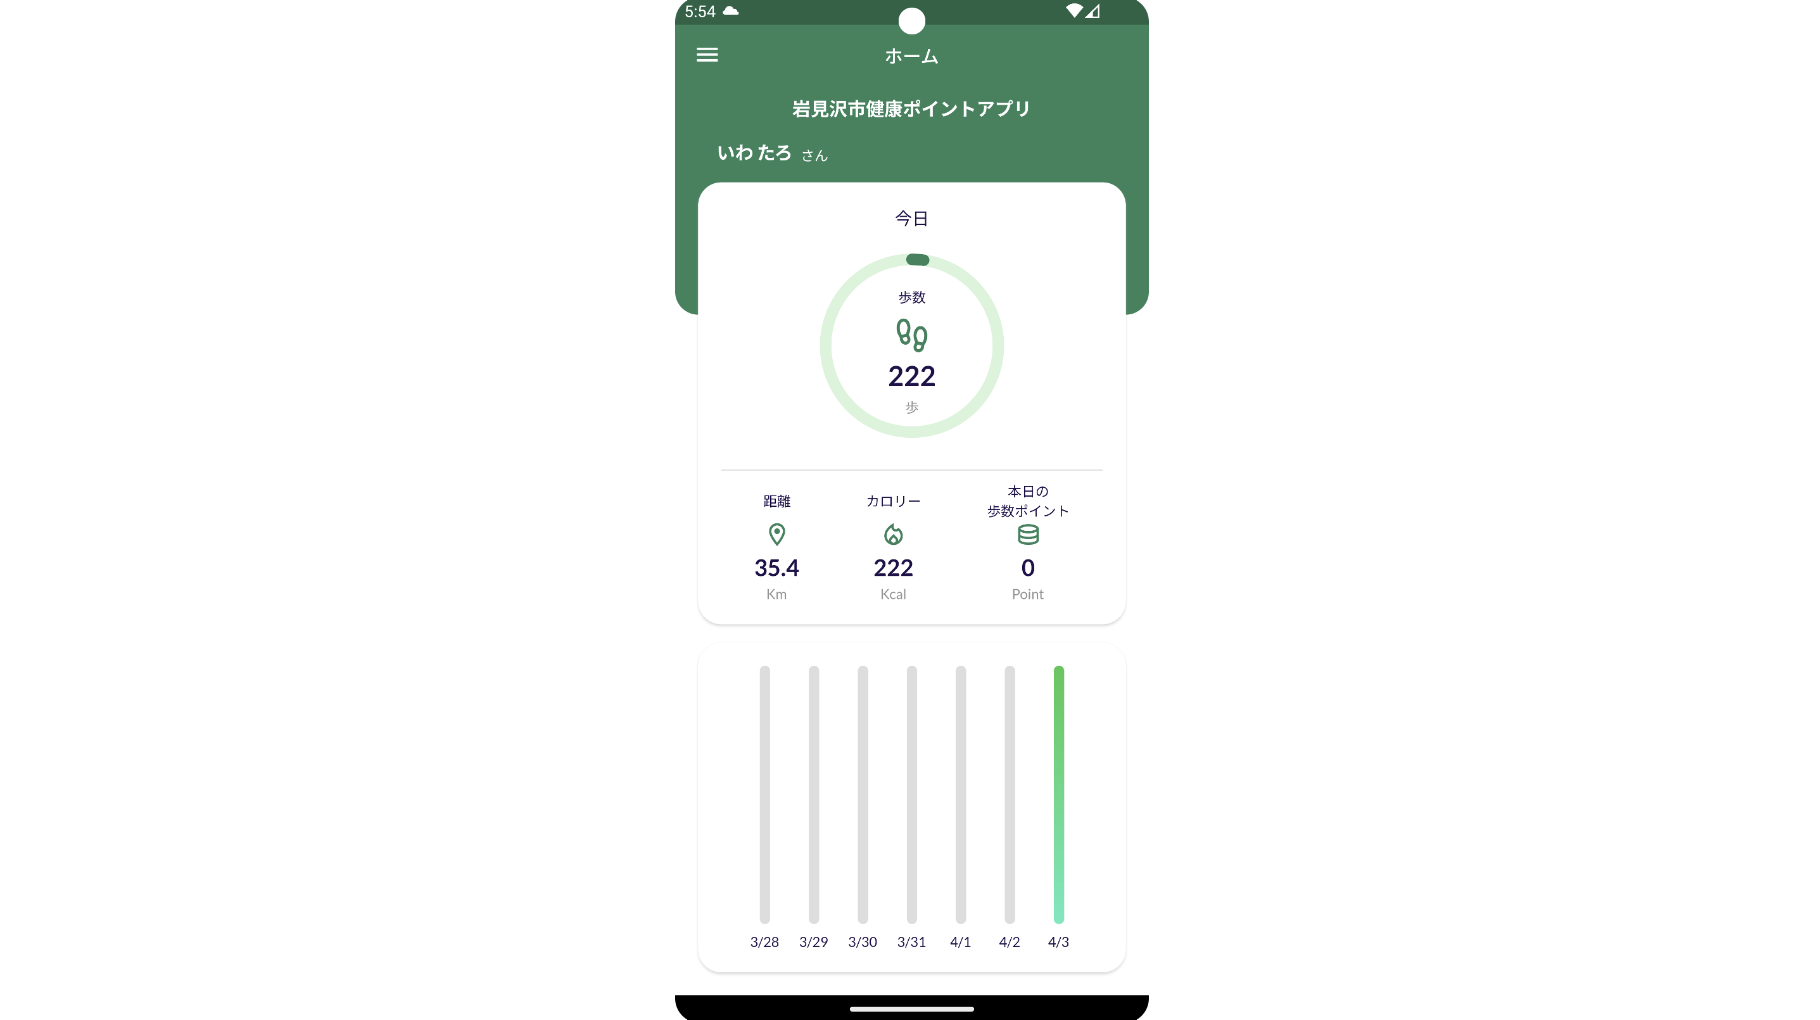 5:54
ホーム
岩見沢市健康ポイントアプリ
いわ たろ さん
今日
歩数
222
歩
距離
35.4
Km
カロリー
222
Kcal
本日の
歩数ポイント
0
Point
3/28 3/29 3/30 3/31 4/1 4/2 4/3